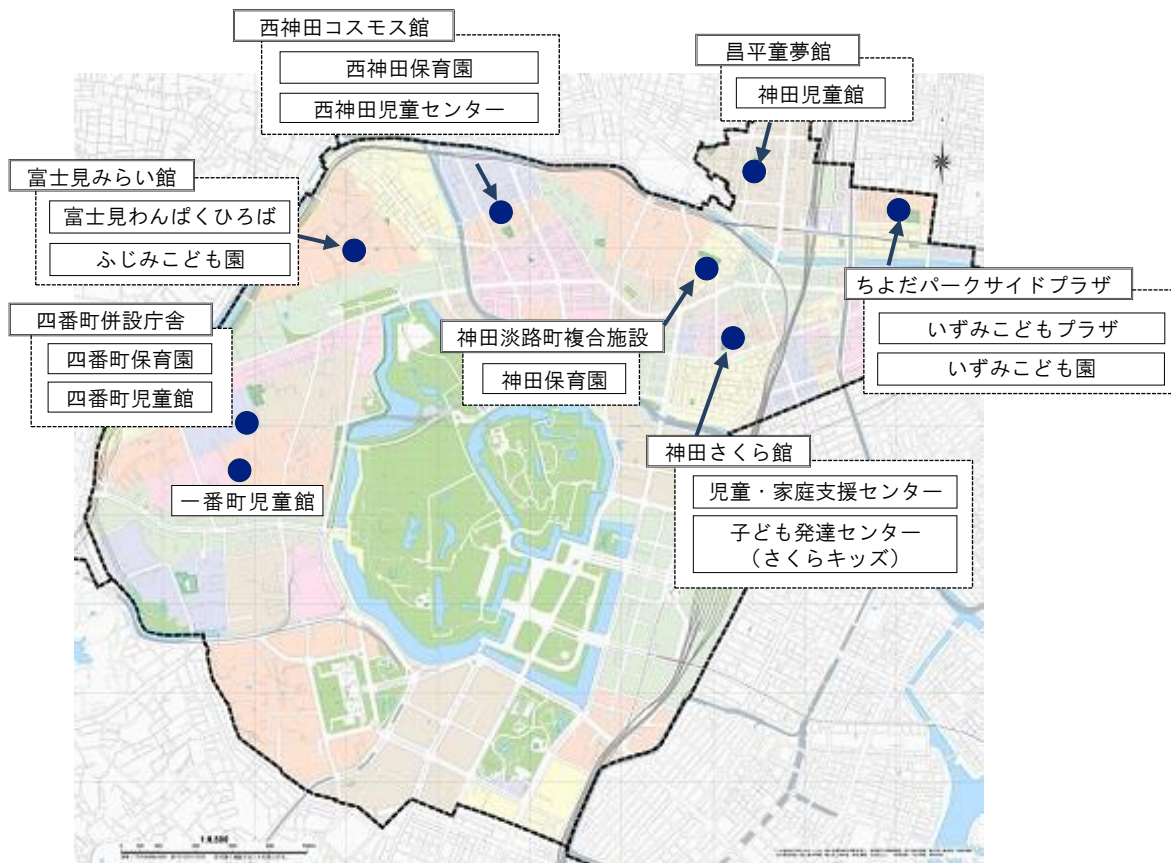 西神田コスモス館
西神田保育園
西神田児童センター
昌平童夢館
神田児童館
富士見みらい館
富士見わんぱくひろば
ふじみこども園
ちよだパークサイドプラザ
いずみこどもプラザ
いずみこども園
四番町併設庁舎
四番町保育園
四番町児童館
神田淡路町複合施設
神田保育園
一番町児童館
神田さくら館
児童・家庭支援センター
子ども発達センター
（さくらキッズ）